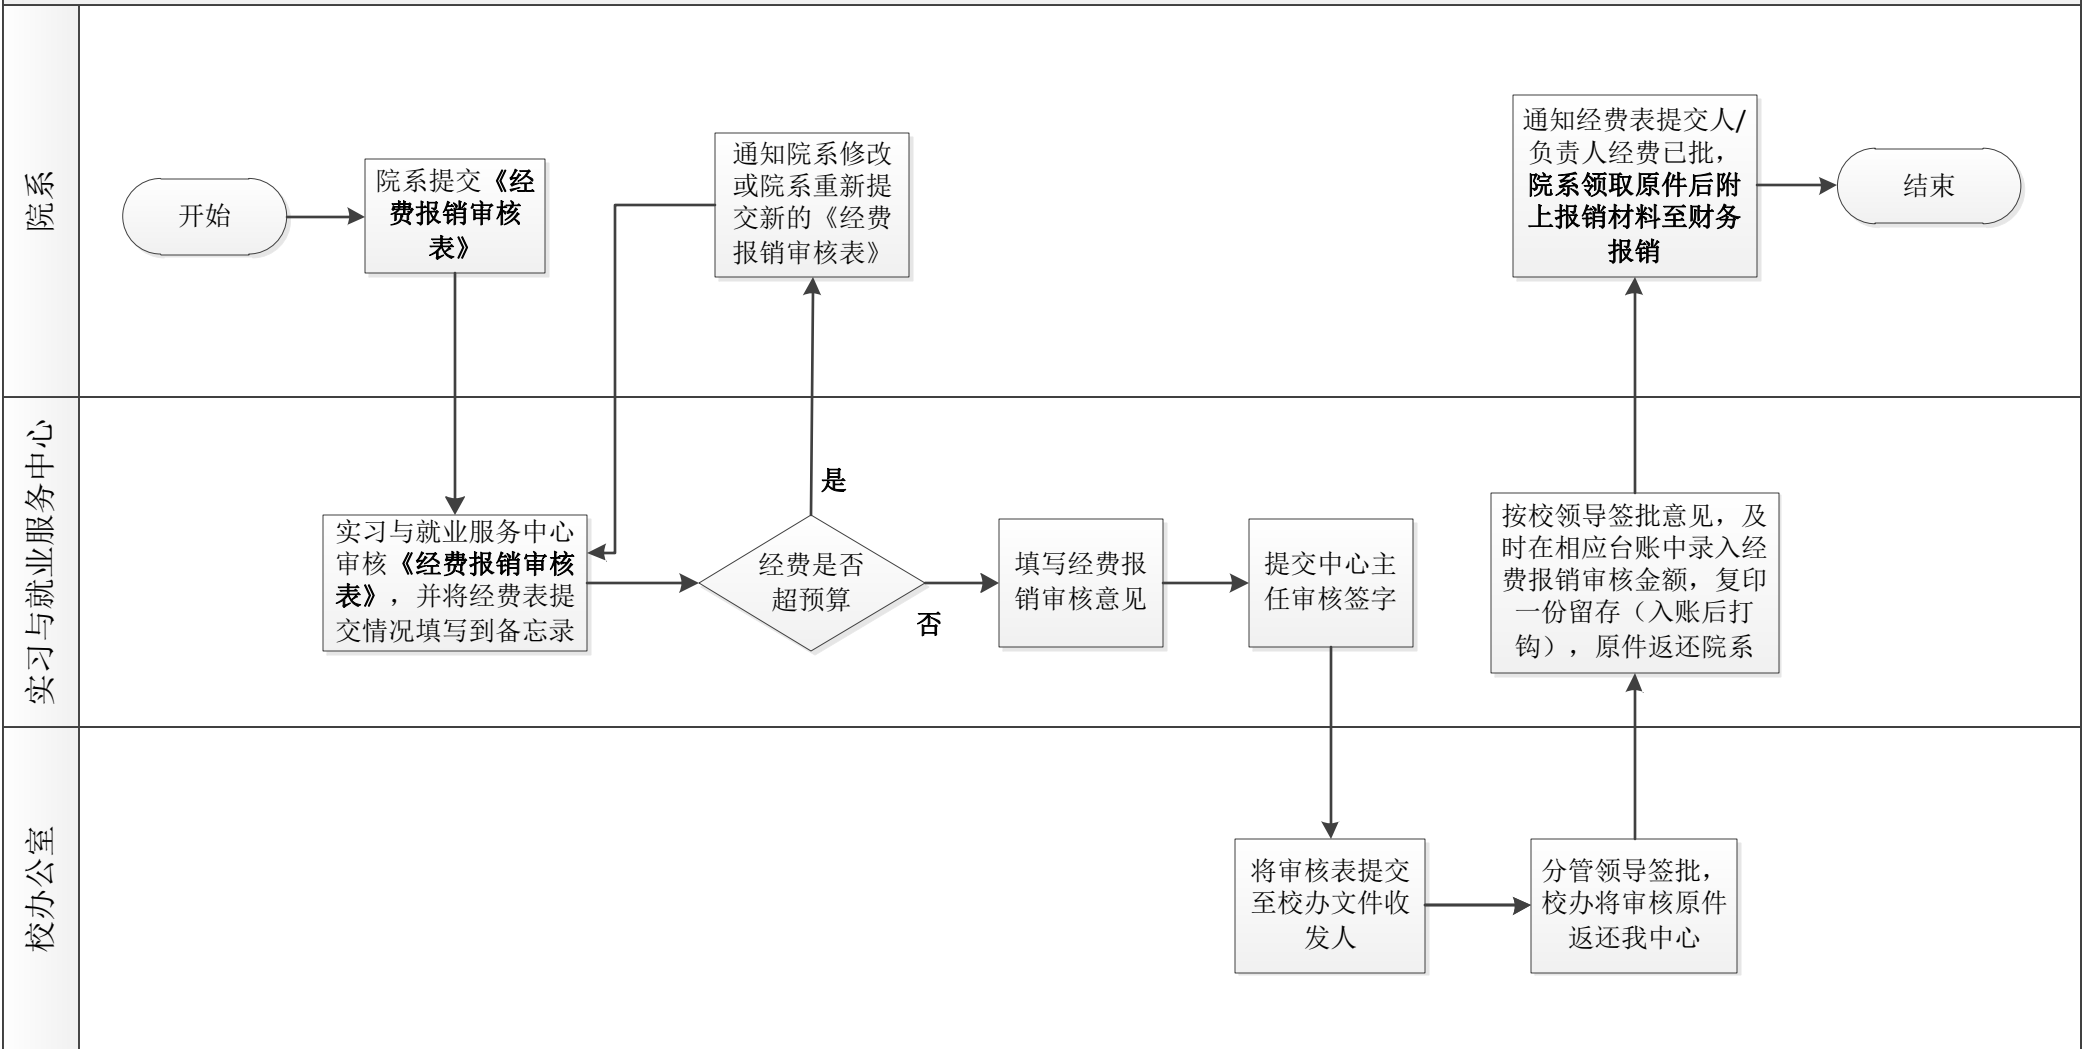 院系
开始
院系提交《经
费报销审核
表》
通知院系修改
或院系重新提
交新的《经费
报销审核表》
通知经费表提交人/
负责人经费已批，
院系领取原件后附
上报销材料至财务
报销
结束
实习与就业服务中心
实习与就业服务中心
审核《经费报销审核
表》，并将经费表提
交情况填写到备忘录
经费是否
超预算
是
否
填写经费报
销审核意见
提交中心主
任审核签字
按校领导签批意见，及
时在相应台账中录入经
费报销审核金额，复印
一份留存（入账后打
钩），原件返还院系
校办公室
将审核表提交
至校办文件收
发人
分管领导签批，
校办将审核原件
返还我中心